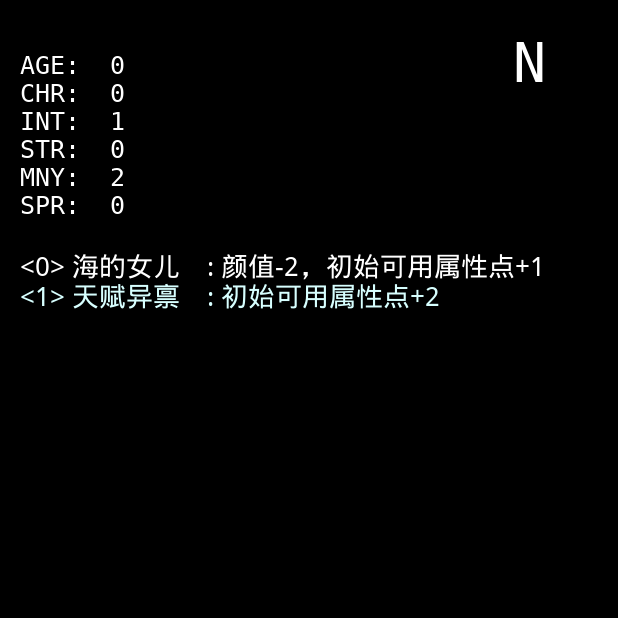 N
AGE: 0
CHR: 0
INT: 1
STR: 0
MNY: 2
SPR: 0
<0> 海的女儿 : 颜值-2，初始可用属性点+1
<1> 天赋异禀 : 初始可用属性点+2